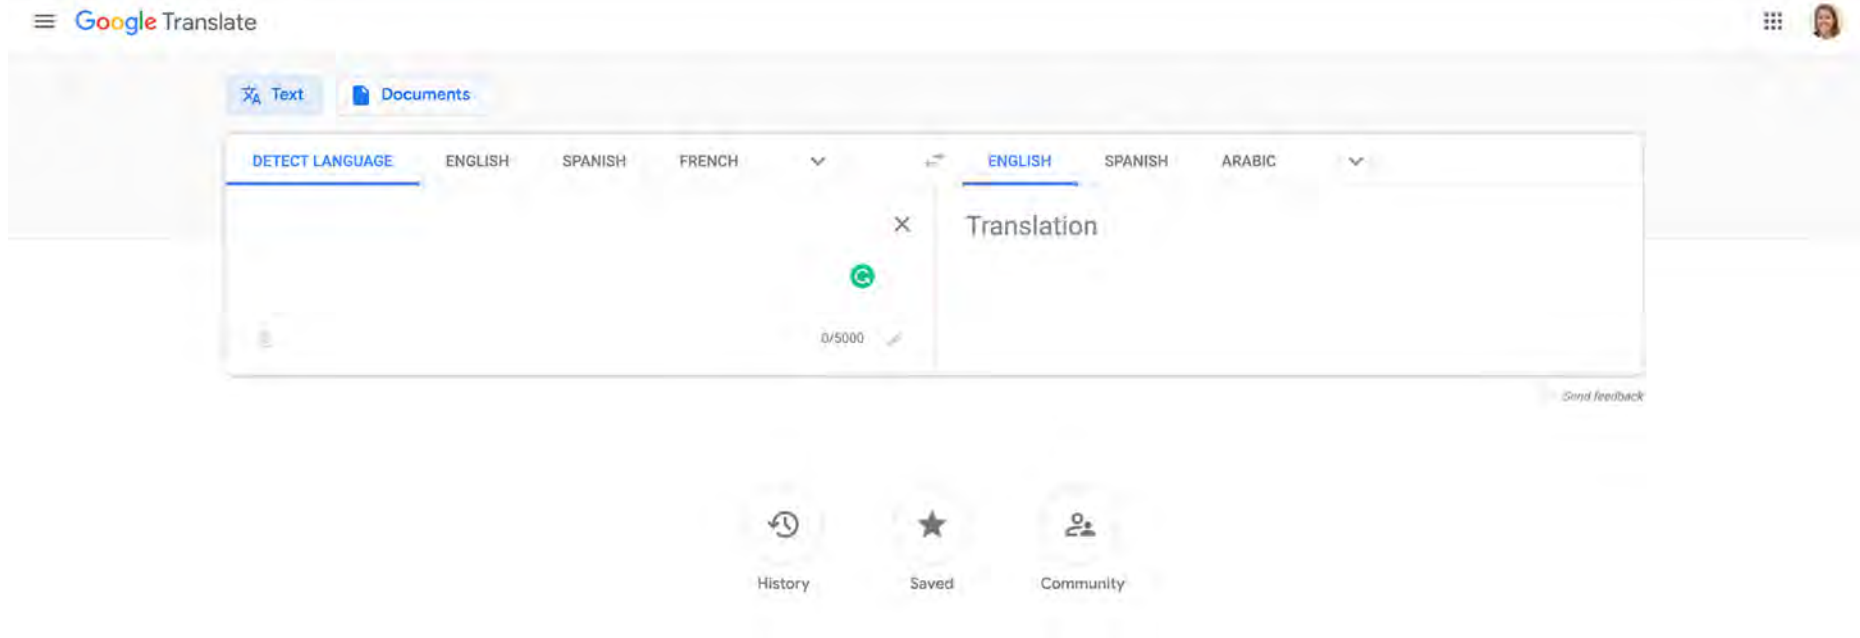 Google Translate
Text Documents
DETECT LANGUAGE ENGLISH SPANISH FRENCH ENGLISH SPANISH ARABIC
Translation
0/5000
Send feedback
History Saved Community